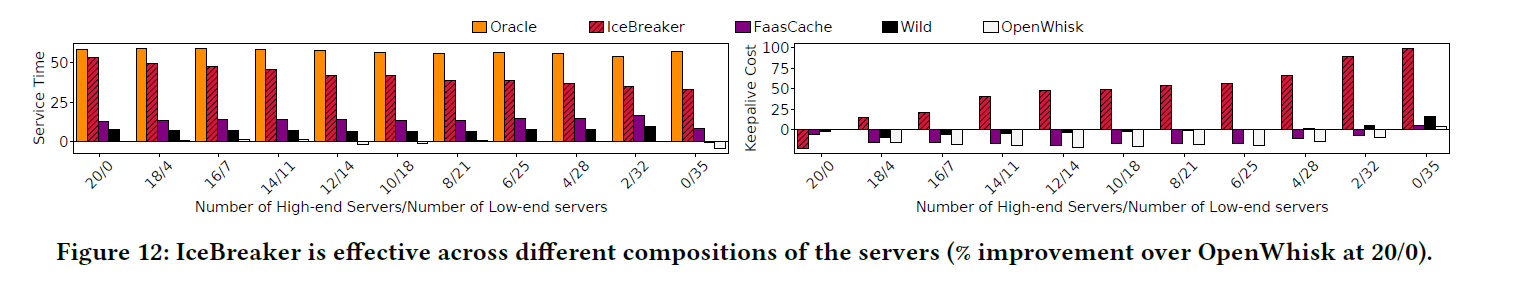 Oracle IceBreaker FaasCache Wild OpenWhisk
Service Time
50
25
0
20/0 18/4 16/7 14/11 12/14 10/18 8/21 6/25 4/28 2/32 0/35
Number of High-end Servers/Number of Low-end servers
Keepalive Cost
100
75
50
25
0
20/0 18/4 16/7 14/11 12/14 10/18 8/21 6/25 4/28 2/32 0/35
Number of High-end Servers/Number of Low-end servers
Figure 12: IceBreaker is effective across different compositions of the servers (% improvement over OpenWhisk at 20/0).